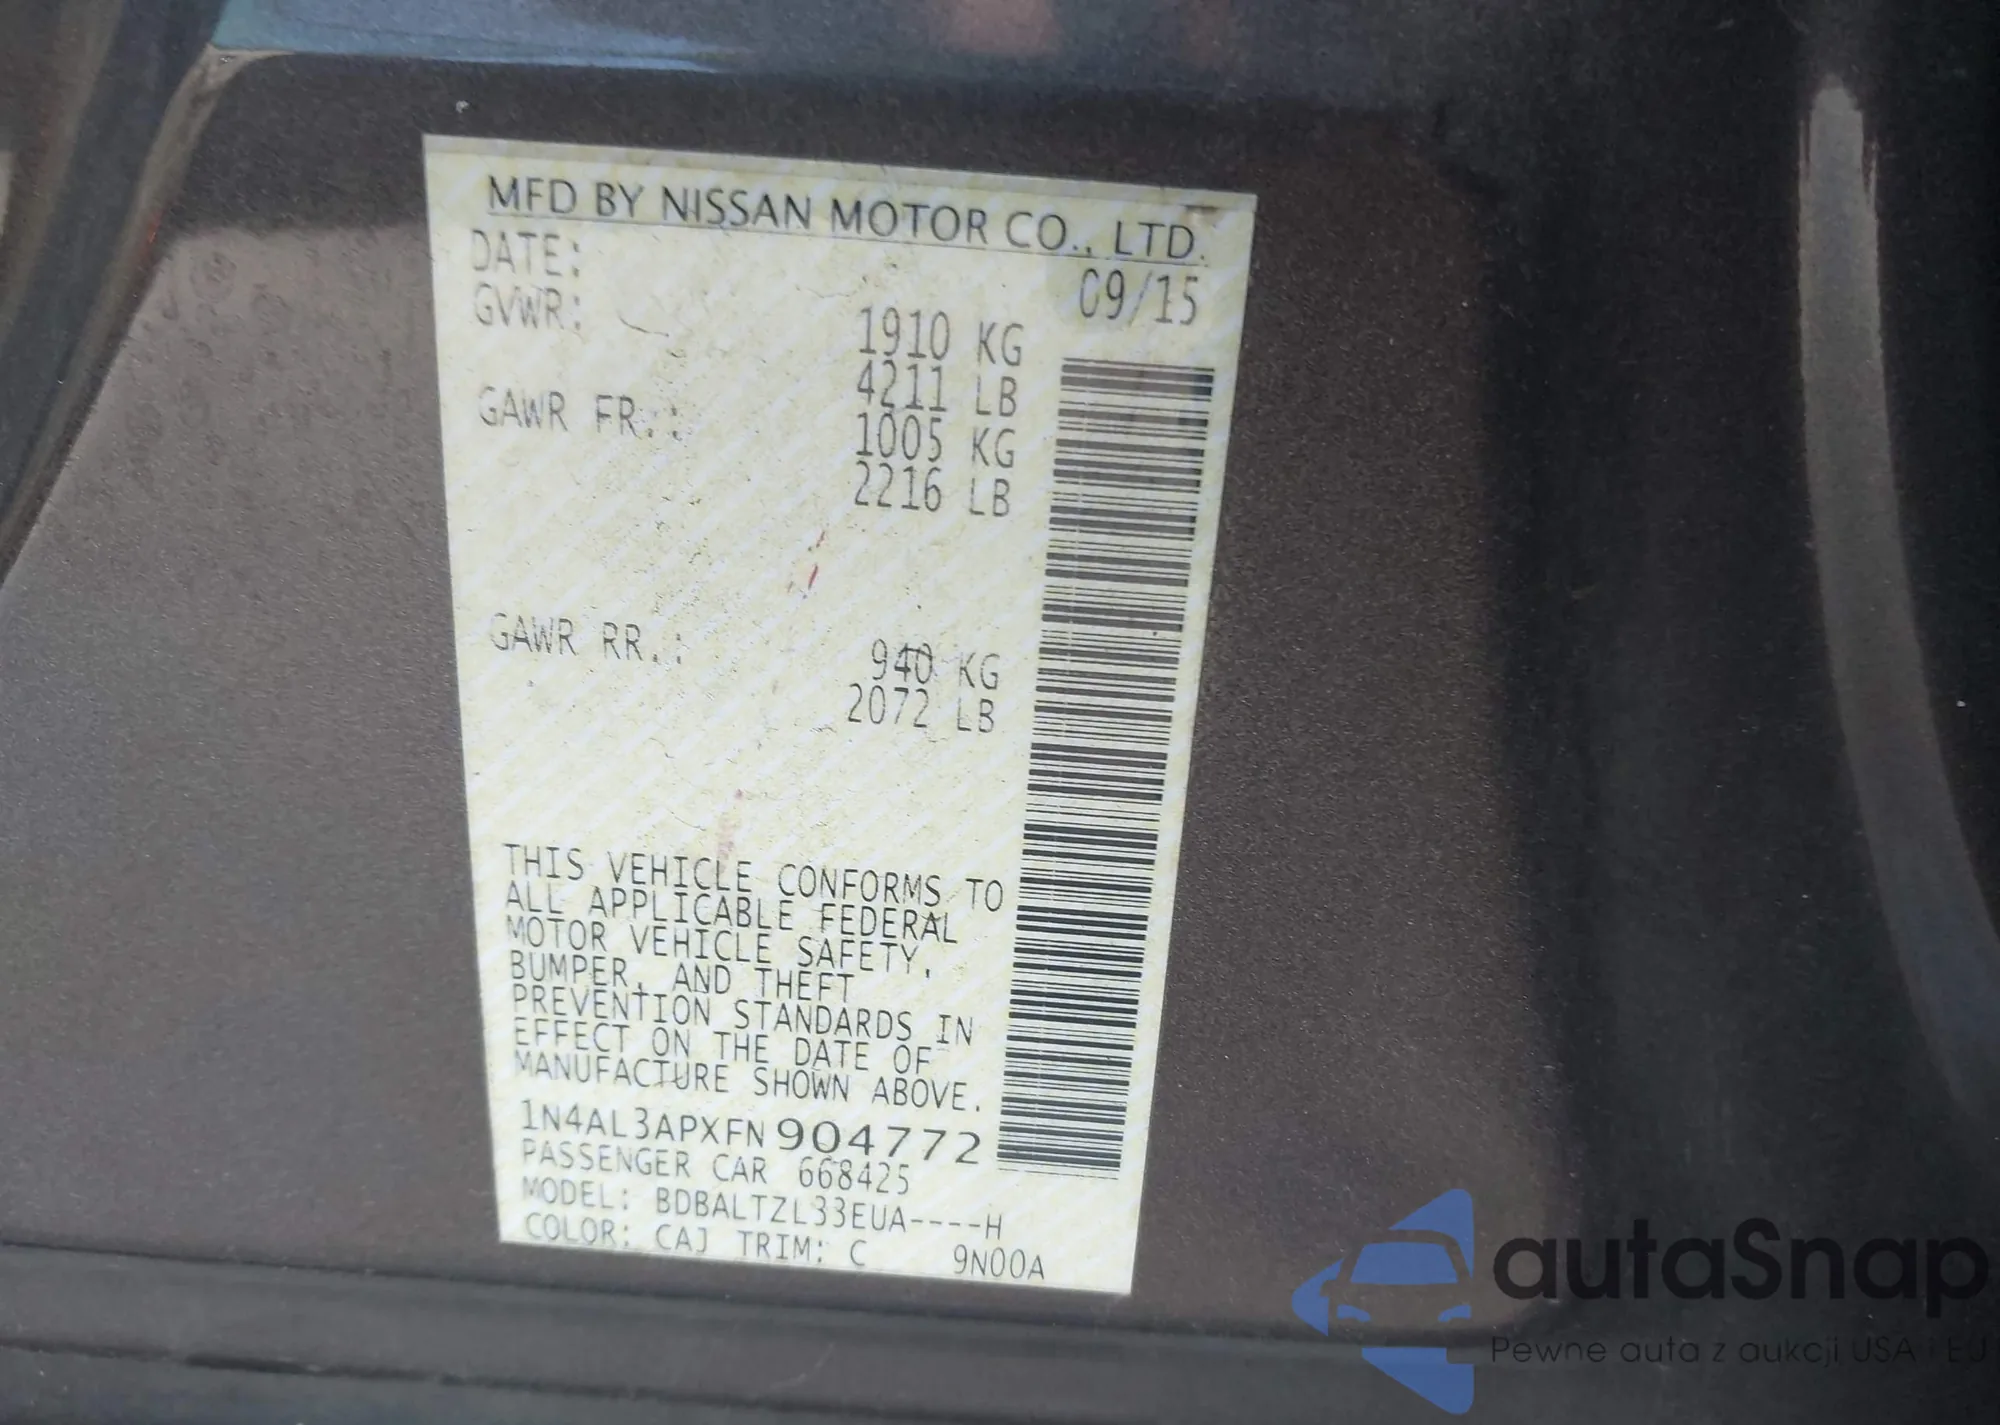 MFD BY NISSAN MOTOR CO., LTD.
DATE: 09/15
GVWR: 1910 KG
4211 LB
GAWR FR.: 1005 KG
2216 LB
GAWR RR.: 940 KG
2072 LB
THIS VEHICLE CONFORMS TO
ALL APPLICABLE FEDERAL
MOTOR VEHICLE SAFETY,
BUMPER, AND THEFT
PREVENTION STANDARDS IN
EFFECT ON THE DATE OF
MANUFACTURE SHOWN ABOVE.
1N4AL3APXFN904772
PASSENGER CAR 668425
MODEL: BDBALTZL33EUA----H
COLOR: CAJ TRIM: C 9N00A
autaSnap
Pewne auta z aukcji USA i EU